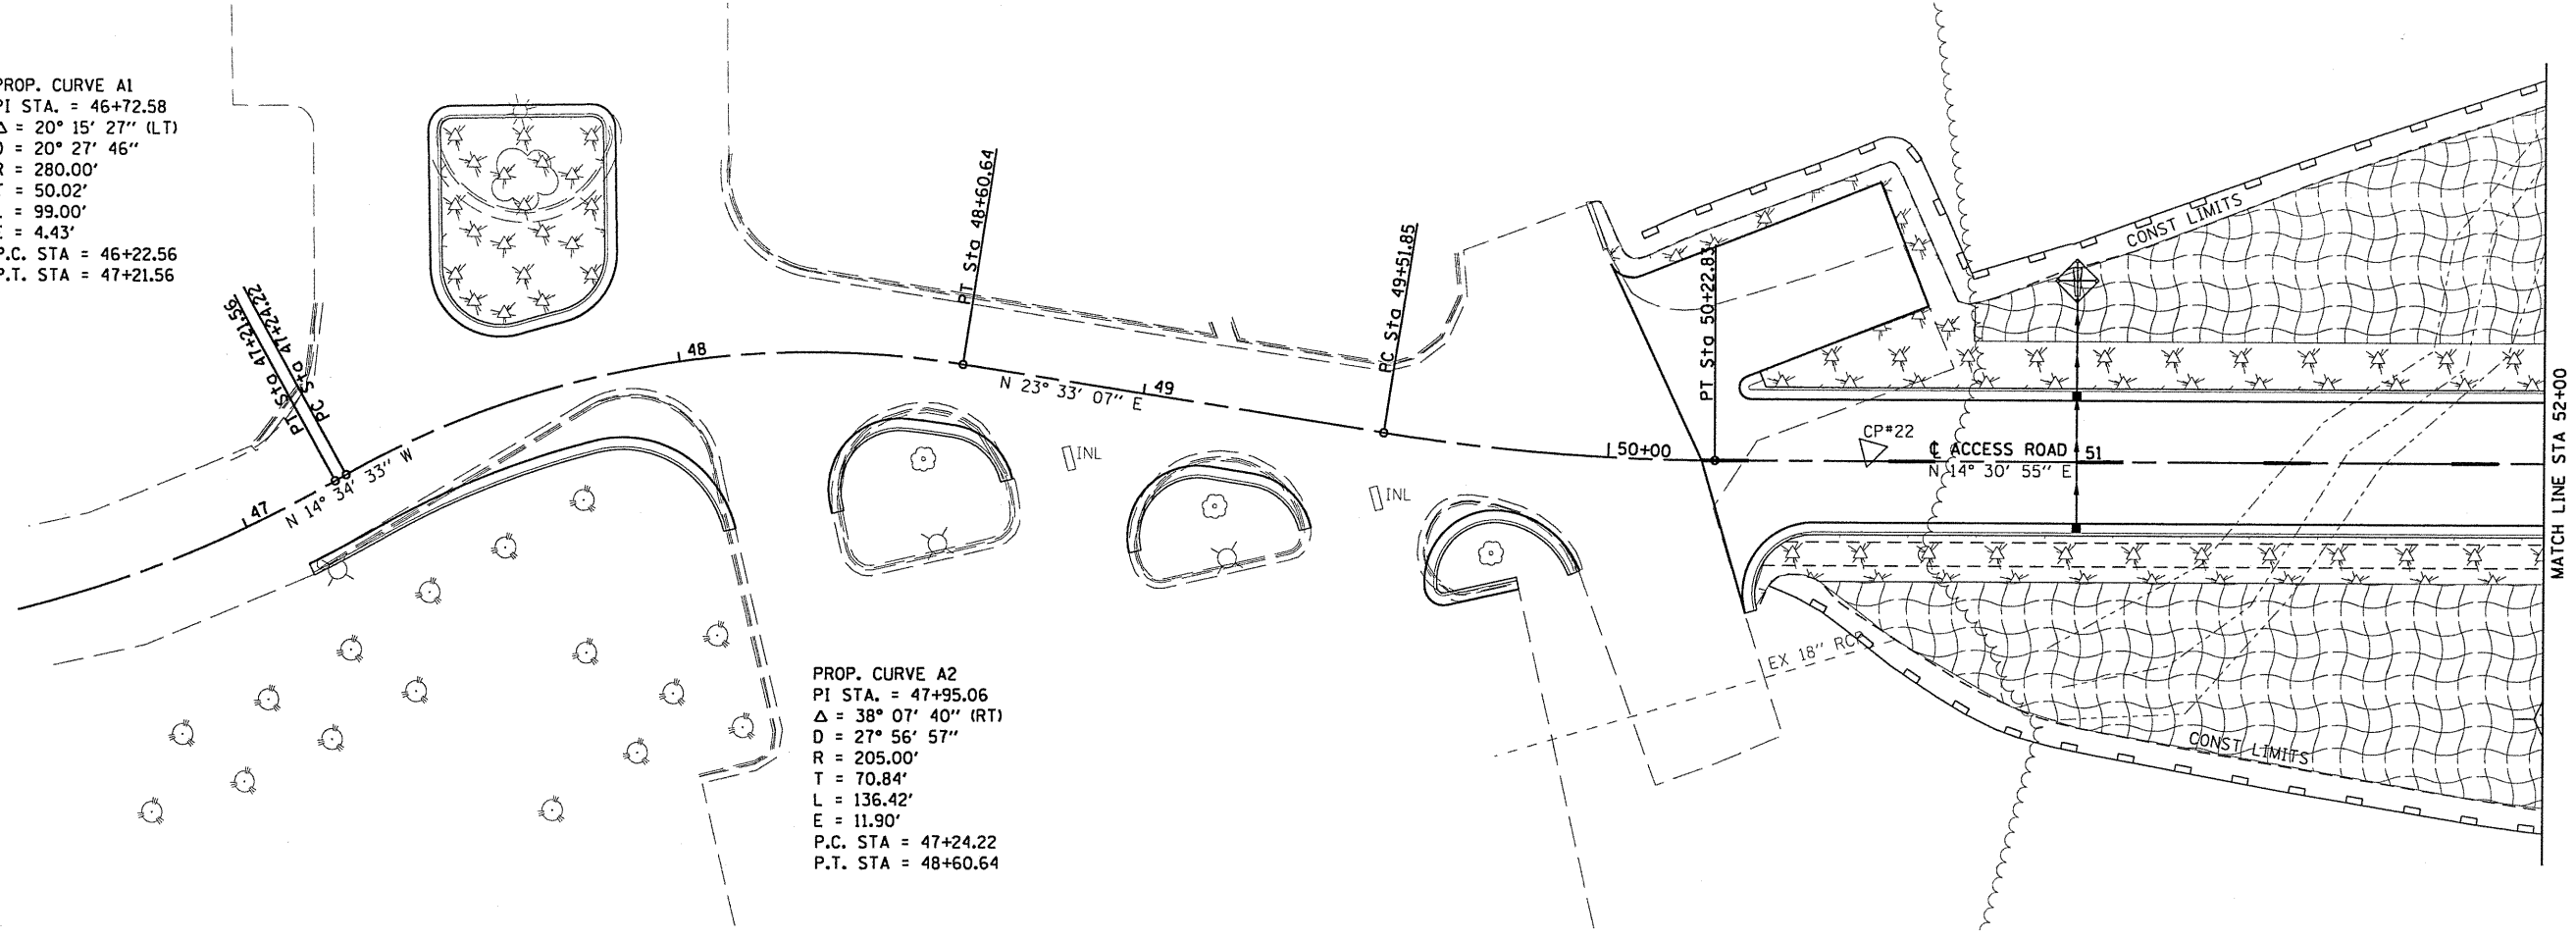 PROP. CURVE A1
PI STA. = 46+72.58
Δ = 20° 15' 27" (LT)
= 20° 27' 46"
= 280.00'
= 50.02'
= 99.00'
= 4.43'
P.C. STA = 46+22.56
P.T. STA = 47+21.56
PT Sta 47+21.56
PC Sta 47+24.22
47
N 14° 34' 33" W
48
PT Sta 48+60.64
N 23° 33' 07" E
49
PC Sta 49+51.85
INL
INL
50+00
PT Sta 50+22.83
CP#22
℄ ACCESS ROAD
51
N 14° 30' 55" E
CONST LIMITS
CONST LIMITS
EX 18" RCP
MATCH LINE STA 52+00
PROP. CURVE A2
PI STA. = 47+95.06
Δ = 38° 07' 40" (RT)
D = 27° 56' 57"
R = 205.00'
T = 70.84'
L = 136.42'
E = 11.90'
P.C. STA = 47+24.22
P.T. STA = 48+60.64